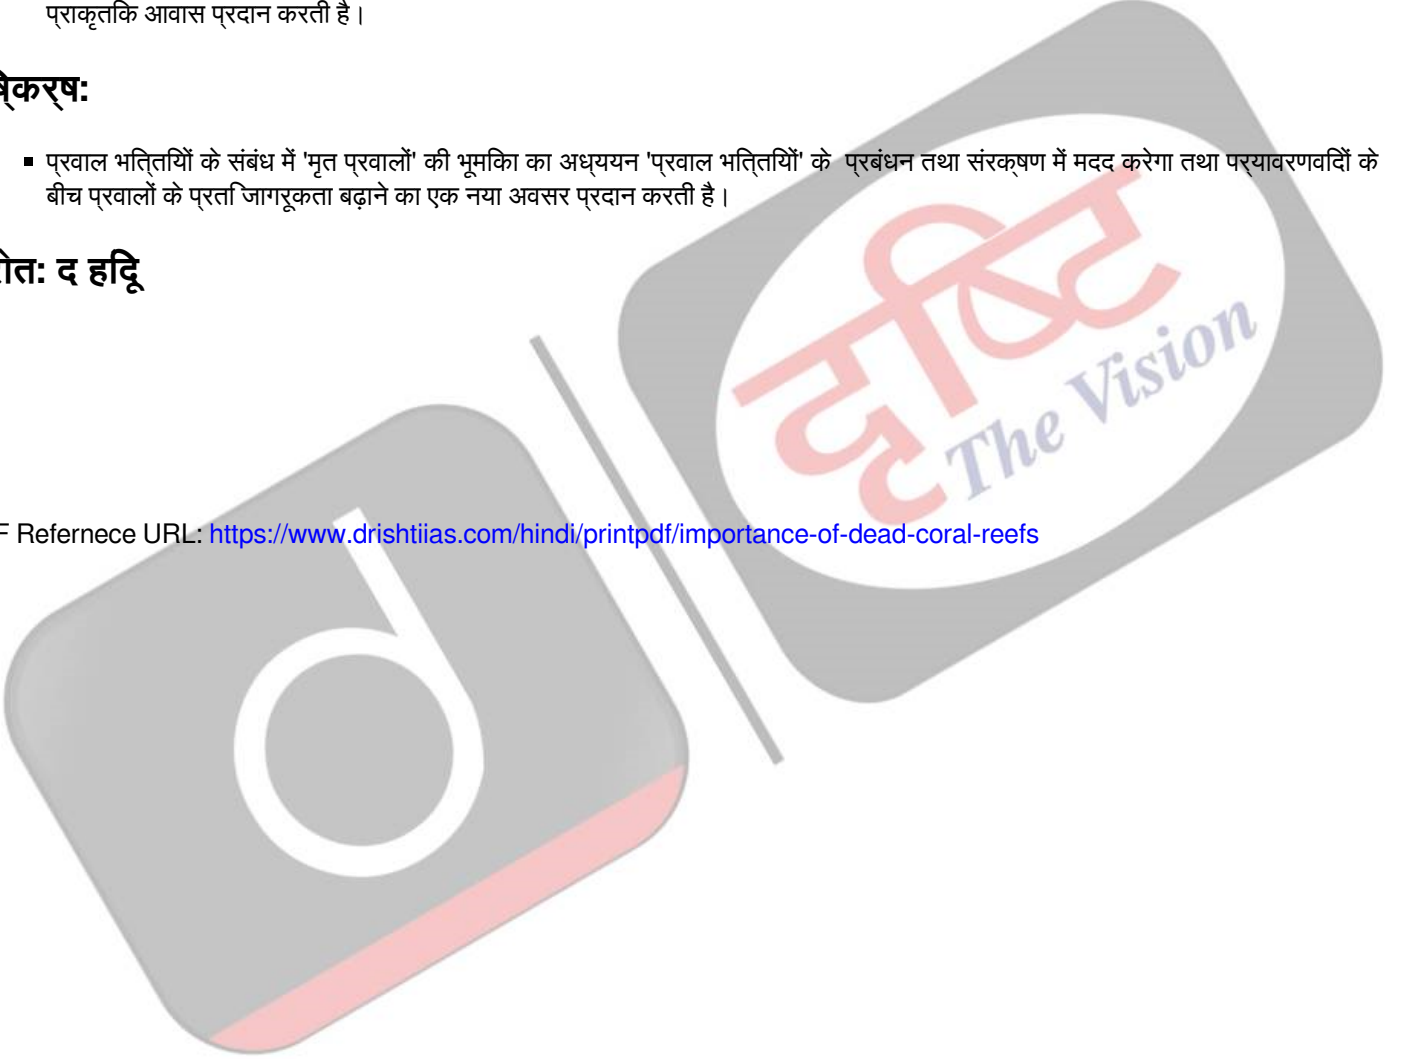 प्राकृतिक आवास प्रदान करती है।
ष्कर्ष:
▪ प्रवाल भित्तियों के संबंध में 'मृत प्रवालों' की भूमिका का अध्ययन 'प्रवाल भित्तियों' के प्रबंधन तथा संरक्षण में मदद करेगा तथा पर्यावरणविदों के
बीच प्रवालों के प्रति जागरूकता बढ़ाने का एक नया अवसर प्रदान करती है।
रोत: द हिंदू
दृष्टि
The Vision
F Refernece URL: https://www.drishtiias.com/hindi/printpdf/importance-of-dead-coral-reefs
d